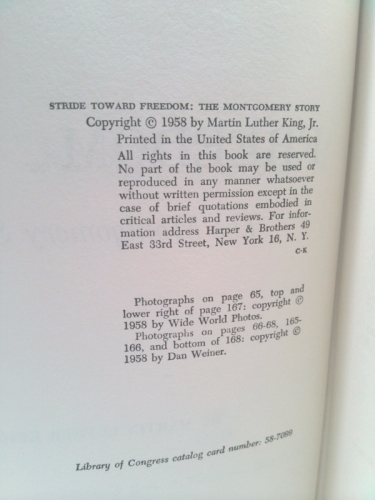 STRIDE TOWARD FREEDOM: THE MONTGOMERY STORY
Copyright © 1958 by Martin Luther King, Jr.
Printed in the United States of America
All rights in this book are reserved.
No part of the book may be used or
reproduced in any manner whatsoever
without written permission except in the
case of brief quotations embodied in
critical articles and reviews. For infor-
mation address Harper & Brothers 49
East 33rd Street, New York 16, N. Y.
C-K
Photographs on page 65, top and
lower right of page 167: copyright ©
1958 by Wide World Photos.
Photographs on pages 66-68, 165-
166, and bottom of 168: copyright ©
1958 by Dan Weiner.
Library of Congress catalog card number: 58-7099